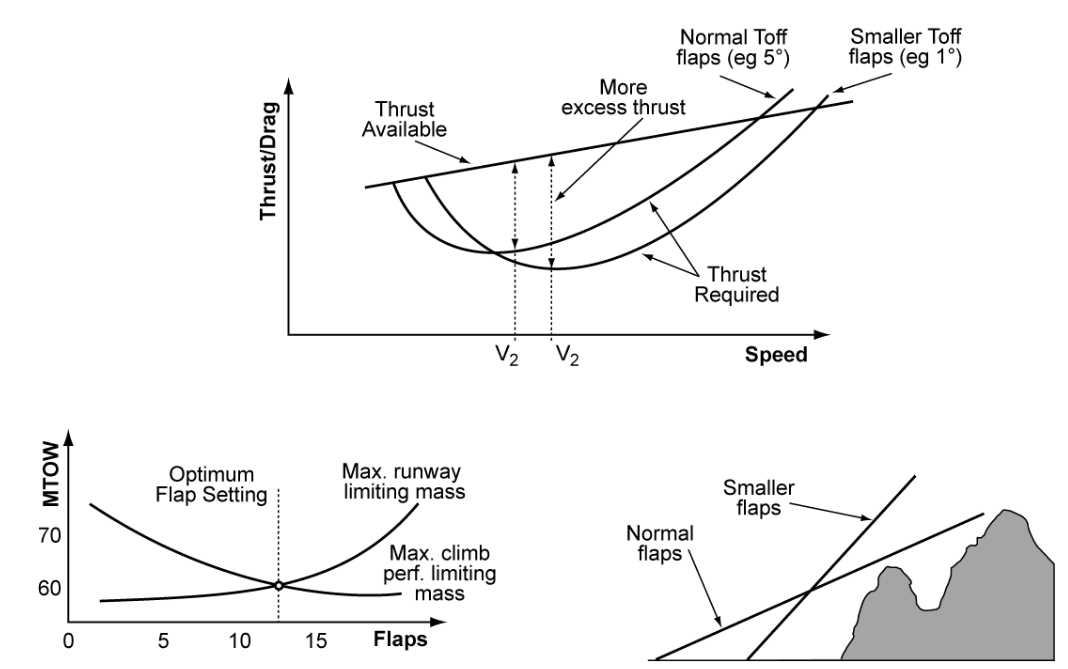 Normal Toff
flaps (eg 5°)
Smaller Toff
flaps (eg 1°)
More
excess thrust
Thrust
Available
Thrust/Drag
Thrust
Required
V2
V2
Speed
MTOW
Optimum
Flap Setting
Max. runway
limiting mass
70
Max. climb
perf. limiting
mass
60
0
5
10
15
Flaps
Smaller
flaps
Normal
flaps